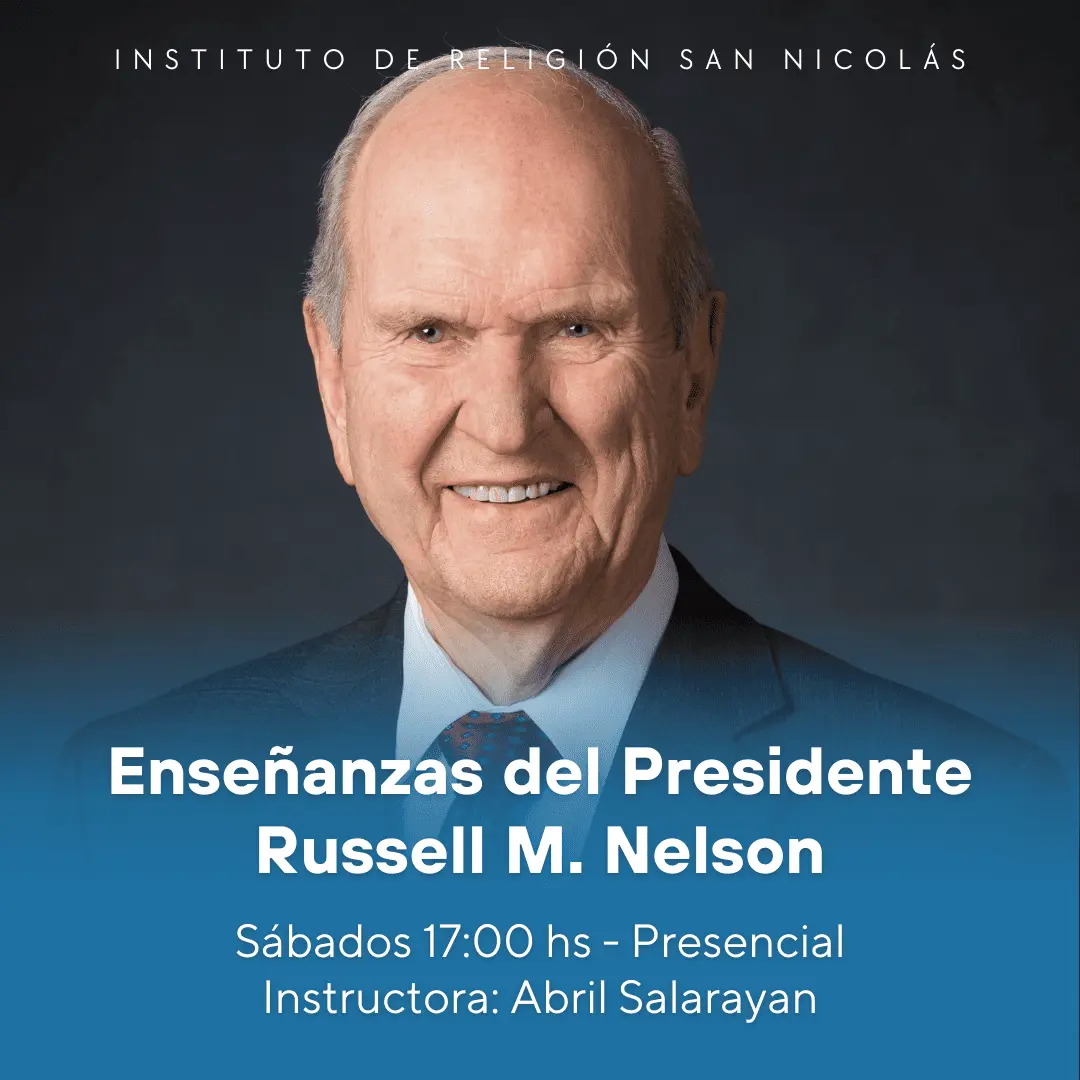 INSTITUTO DE RELIGIÓN SAN NICOLÁS
Enseñanzas del Presidente
Russell M. Nelson
Sábados 17:00 hs - Presencial
Instructora: Abril Salarayan